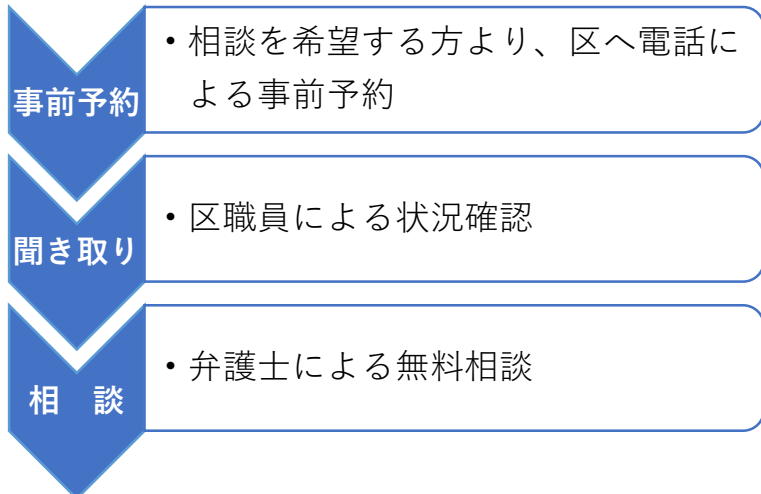 事前予約
・相談を希望する方より、区へ電話に
よる事前予約
聞き取り
・区職員による状況確認
相　談
・弁護士による無料相談